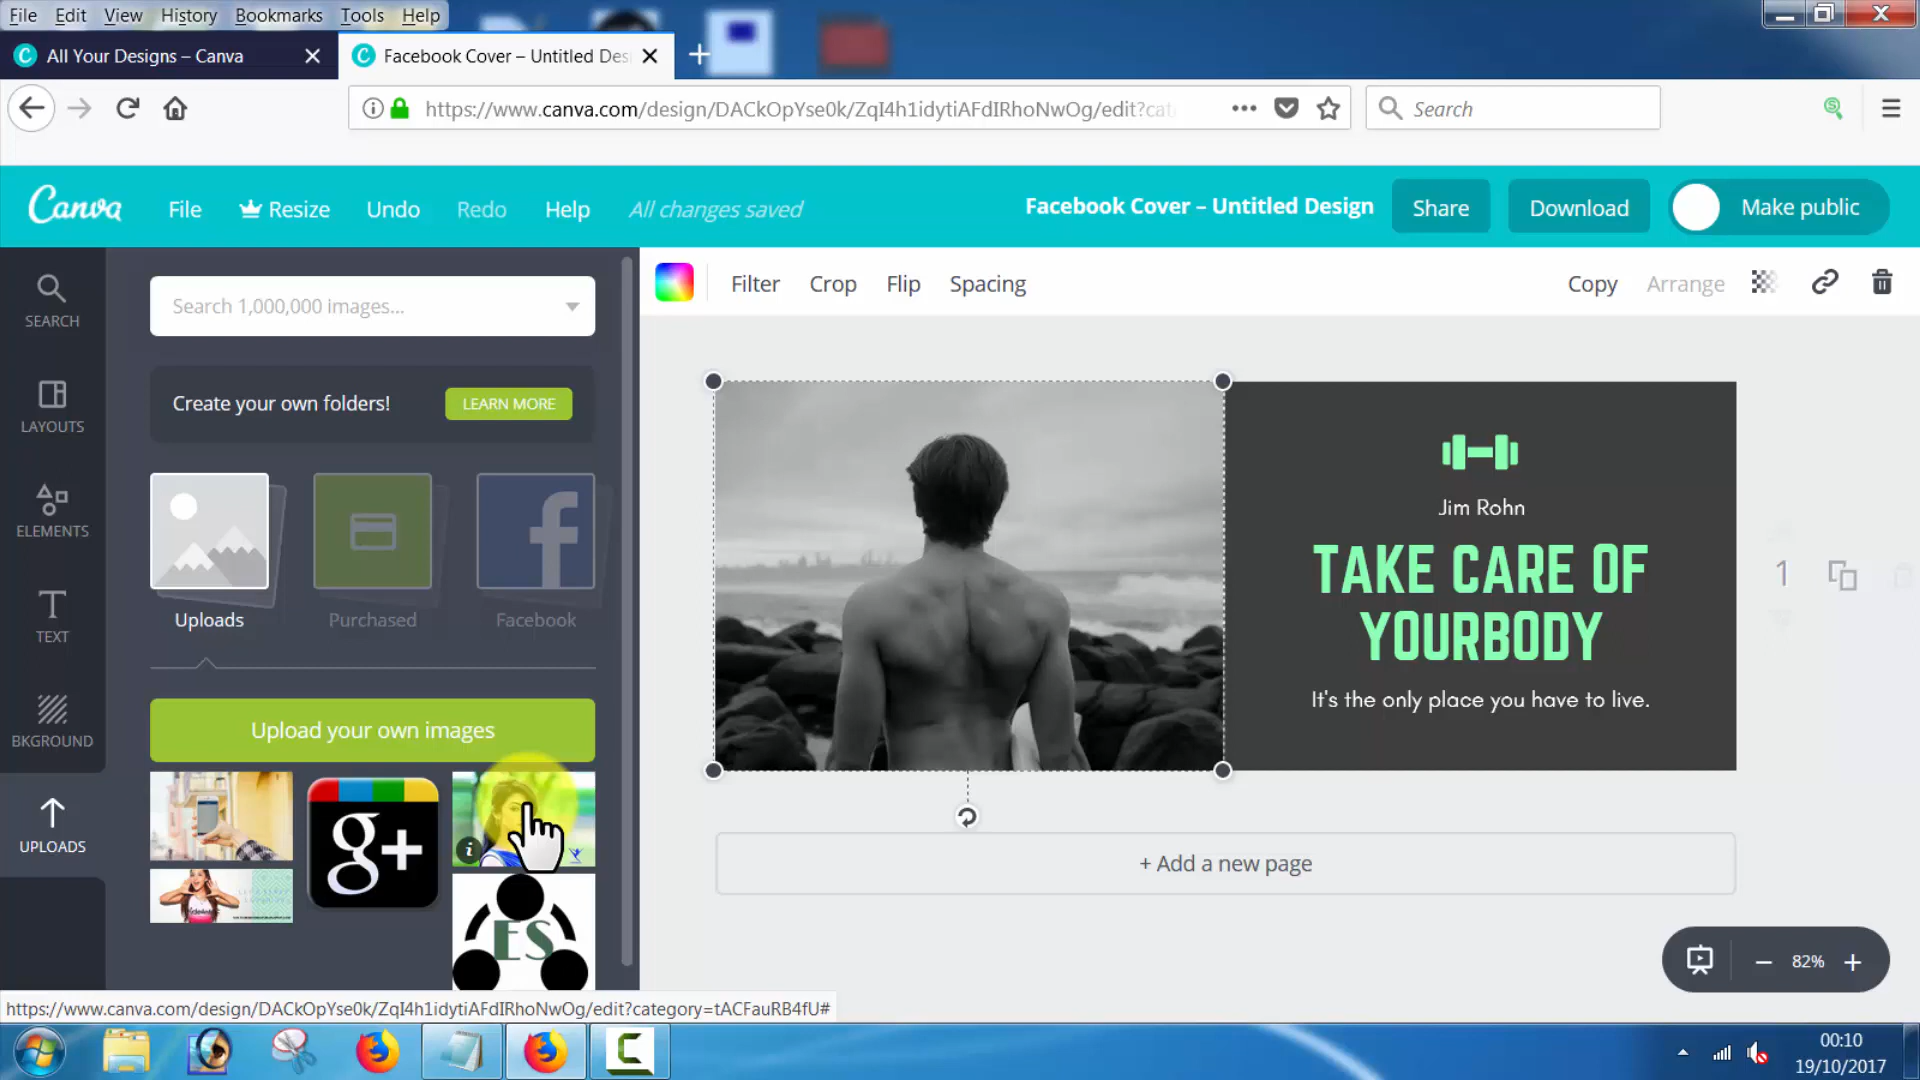 File Edit View History Bookmarks Tools Help
All Your Designs – Canva
Facebook Cover – Untitled Des
https://www.canva.com/design/DACkOpYse0k/ZqI4h1idytiAFdIRhoNwOg/edit?cat
Search
Canva
File
Resize
Undo
Redo
Help
All changes saved
Facebook Cover – Untitled Design
Share
Download
Make public
SEARCH
LAYOUTS
ELEMENTS
TEXT
BKGROUND
UPLOADS
Search 1,000,000 images...
Create your own folders!
LEARN MORE
Uploads
Purchased
Facebook
Upload your own images
g+
ES
Filter
Crop
Flip
Spacing
Copy
Arrange
Jim Rohn
TAKE CARE OF
YOURBODY
It's the only place you have to live.
1
+ Add a new page
82%
https://www.canva.com/design/DACkOpYse0k/ZqI4h1idytiAFdIRhoNwOg/edit?category=tACFauRB4fU#
00:10
19/10/2017